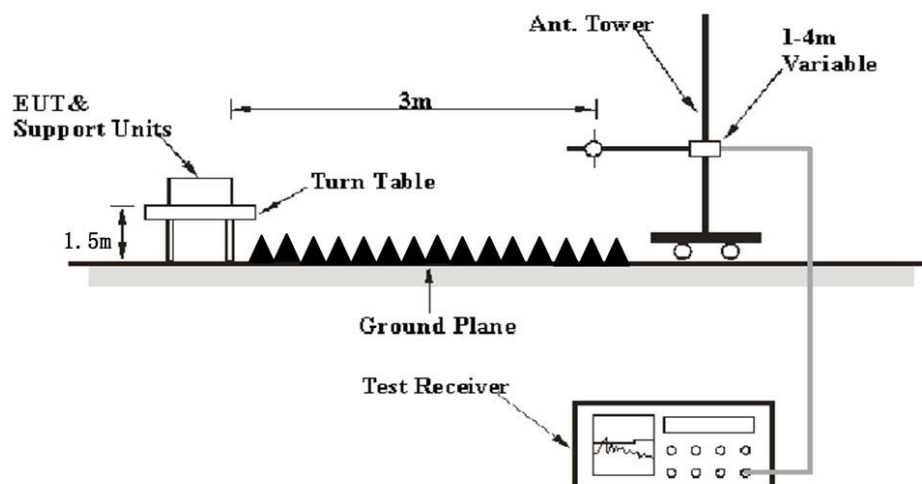 Ant. Tower
1-4m
Variable
EUT&
Support Units
3m
Turn Table
1.5m
Ground Plane
Test Receiver